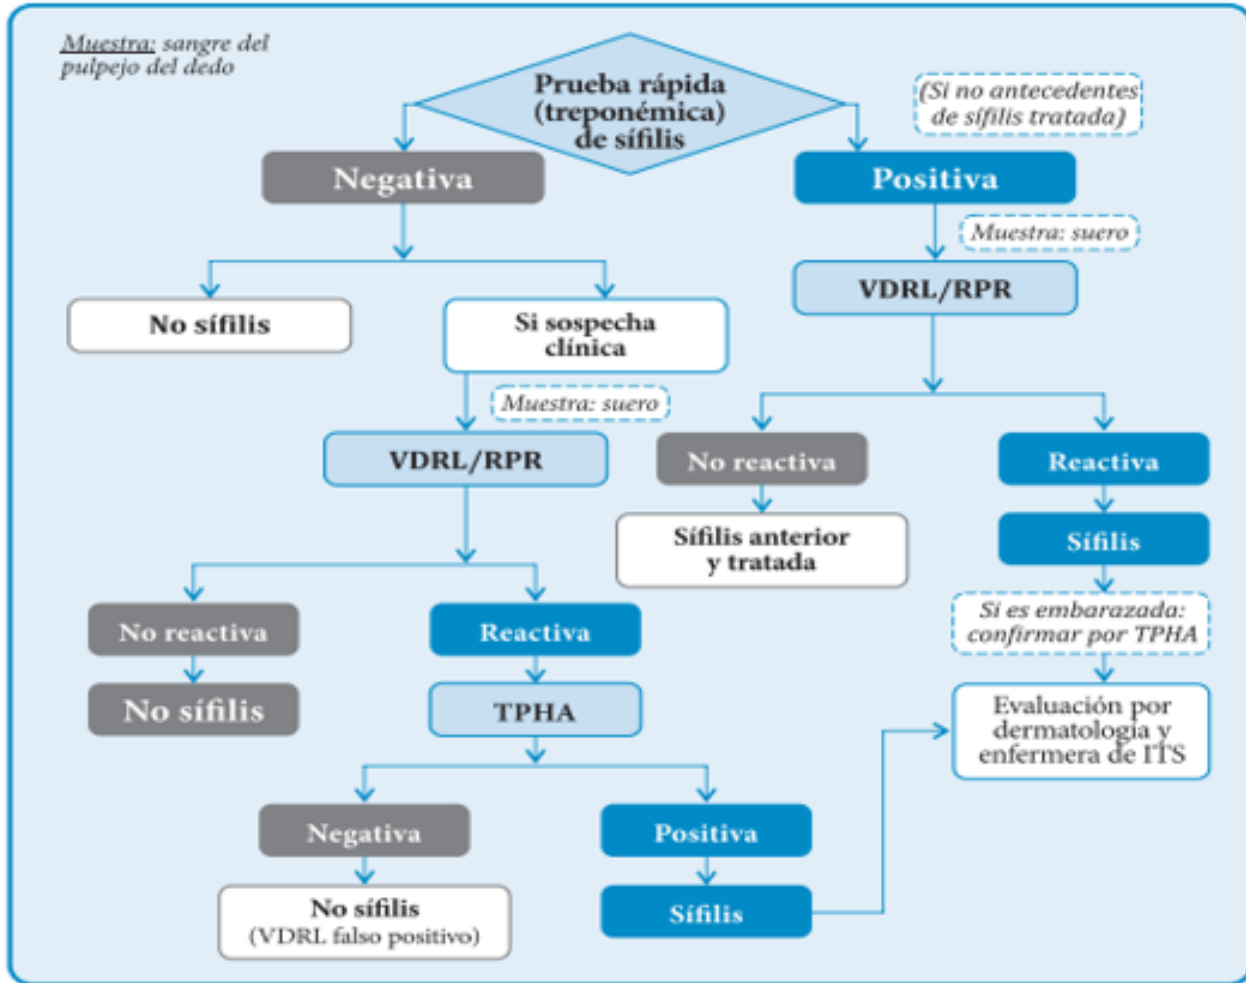 Muestra: sangre del
pulpejo del dedo
Prueba rápida
(treponémica)
de sífilis
(Si no antecedentes
de sífilis tratada)
Negativa
Positiva
Muestra: suero
VDRL/RPR
No sífilis
Si sospecha
clínica
Muestra: suero
VDRL/RPR
No reactiva
Reactiva
Sífilis anterior
y tratada
Sífilis
Si es embarazada:
confirmar por TPHA
Evaluación por
dermatología y
enfermera de ITS
No reactiva
Reactiva
No sífilis
TPHA
Negativa
Positiva
No sífilis
(VDRL falso positivo)
Sífilis